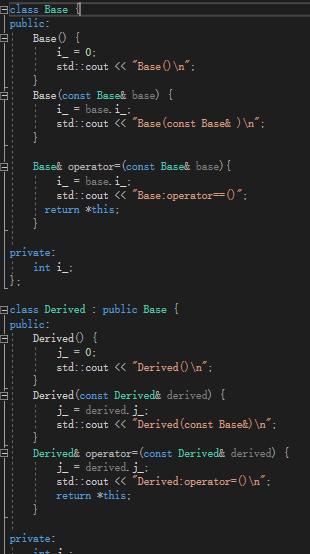 class Base {
public:
Base() {
i_ = 0;
std::cout << "Base()\n";
}
Base(const Base& base) {
i_ = base.i_;
std::cout << "Base(const Base& )\n";
}
Base& operator=(const Base& base){
i_ = base.i_;
std::cout << "Base:operator==()";
return *this;
}
private:
int i_;
};
class Derived : public Base {
public:
Derived() {
j_ = 0;
std::cout << "Derived()\n";
}
Derived(const Derived& derived) {
j_ = derived.j_;
std::cout << "Derived(const Base&)\n";
}
Derived& operator=(const Derived& derived) {
j_ = derived.j_;
std::cout << "Derived:operator=()\n";
return *this;
}
private: